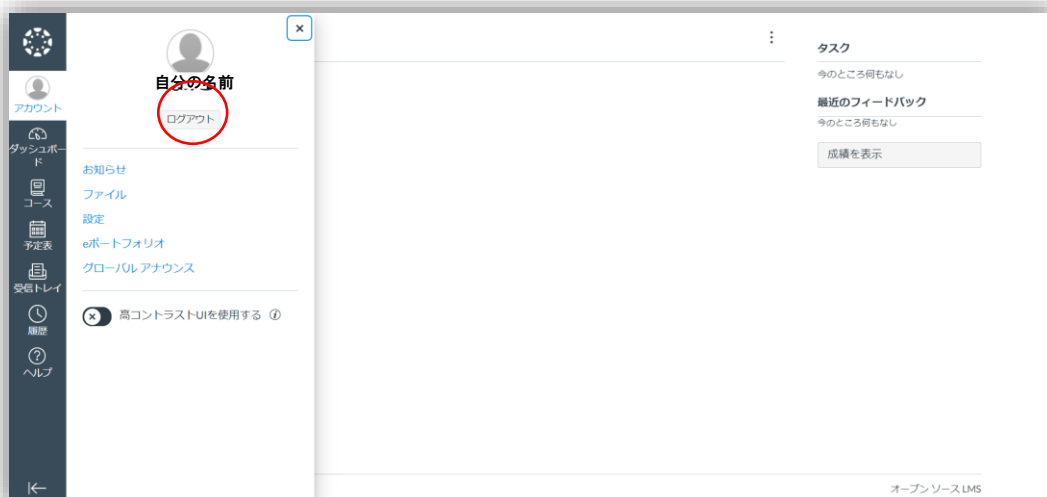 アカウント
ダッシュボー
ド
コース
予定表
受信トレイ
履歴
ヘルプ
自分の名前
ログアウト
お知らせ
ファイル
設定
eポートフォリオ
グローバル アナウンス
高コントラストUIを使用する
タスク
今のところ何もなし
最近のフィードバック
今のところ何もなし
成績を表示
オープン ソース LMS